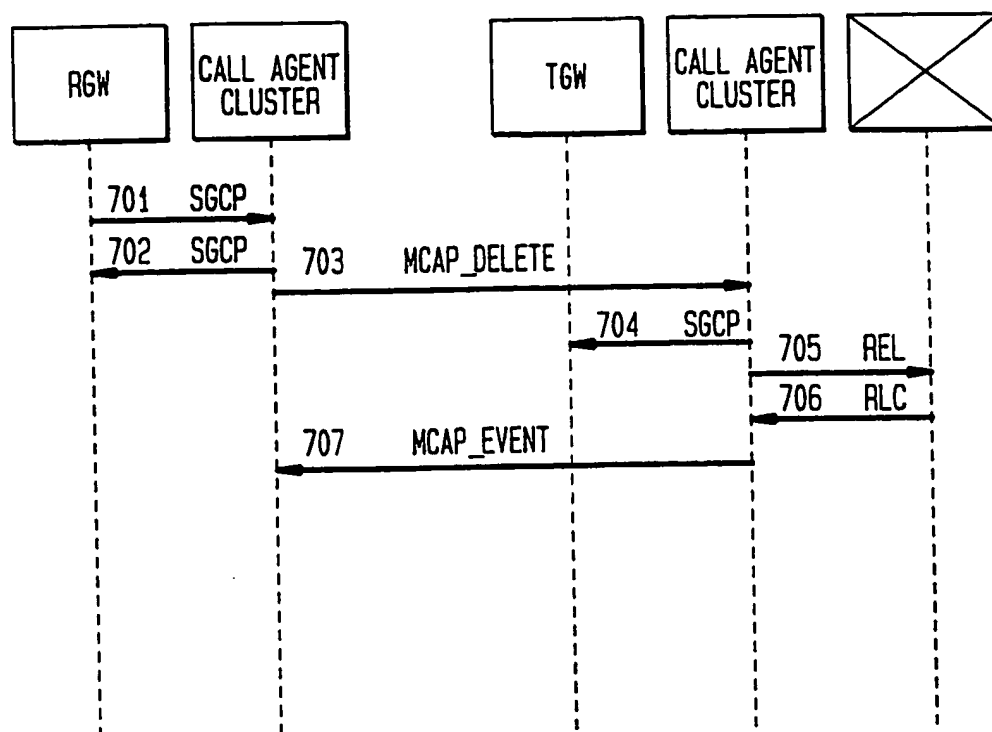 RGW
CALL AGENT
CLUSTER
TGW
CALL AGENT
CLUSTER
701 SGCP
702 SGCP
703 MCAP_DELETE
704 SGCP
705 REL
706 RLC
707 MCAP_EVENT